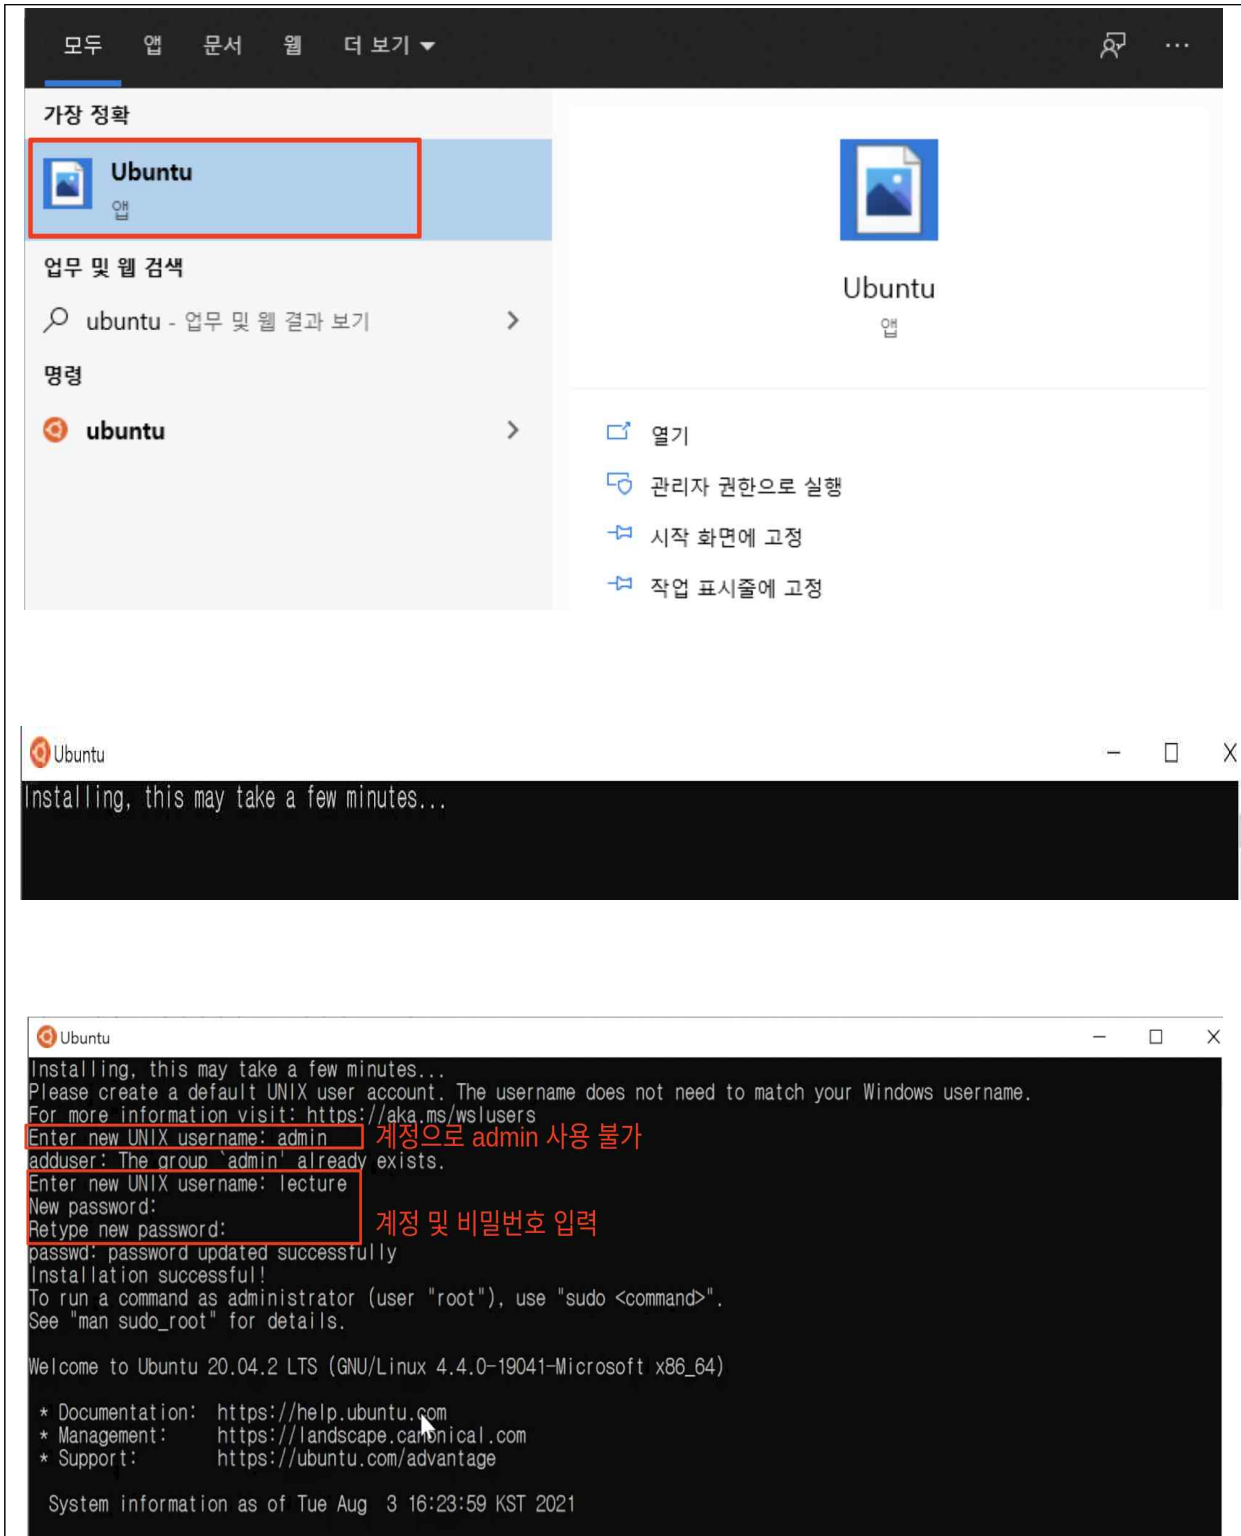 모두 앱 문서 웹 더 보기
가장 정확
Ubuntu
앱
업무 및 웹 검색
ubuntu - 업무 및 웹 결과 보기
명령
ubuntu
Ubuntu
앱
열기
관리자 권한으로 실행
시작 화면에 고정
작업 표시줄에 고정
Ubuntu
Installing, this may take a few minutes...
Ubuntu
Installing, this may take a few minutes...
Please create a default UNIX user account. The username does not need to match your Windows username.
For more information visit: https://aka.ms/wslusers
Enter new UNIX username: admin 계정으로 admin 사용 불가
adduser: The group `admin' already exists.
Enter new UNIX username: lecture
New password:
Retype new password: 계정 및 비밀번호 입력
passwd: password updated successfully
Installation successful!
To run a command as administrator (user "root"), use "sudo <command>".
See "man sudo_root" for details.
Welcome to Ubuntu 20.04.2 LTS (GNU/Linux 4.4.0-19041-Microsoft x86_64)
* Documentation: https://help.ubuntu.com
* Management: https://landscape.canonical.com
* Support: https://ubuntu.com/advantage
System information as of Tue Aug 3 16:23:59 KST 2021